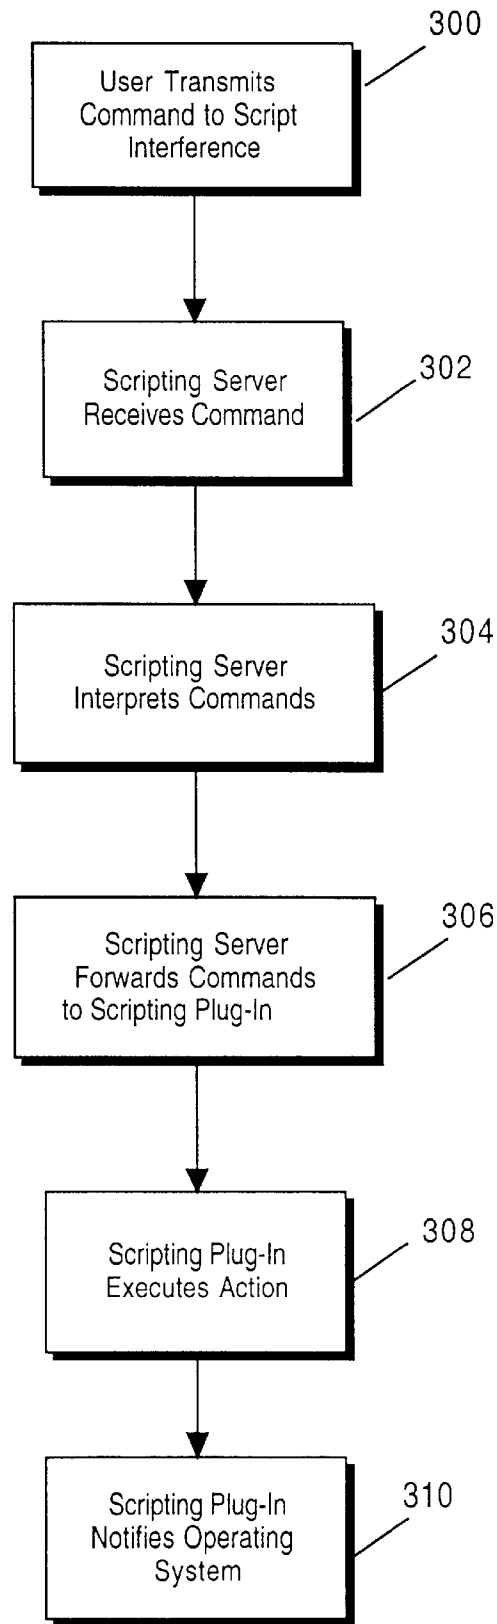 300
User Transmits
Command to Script
Interference
302
Scripting Server
Receives Command
304
Scripting Server
Interprets Commands
306
Scripting Server
Forwards Commands
to Scripting Plug-In
308
Scripting Plug-In
Executes Action
310
Scripting Plug-In
Notifies Operating
System